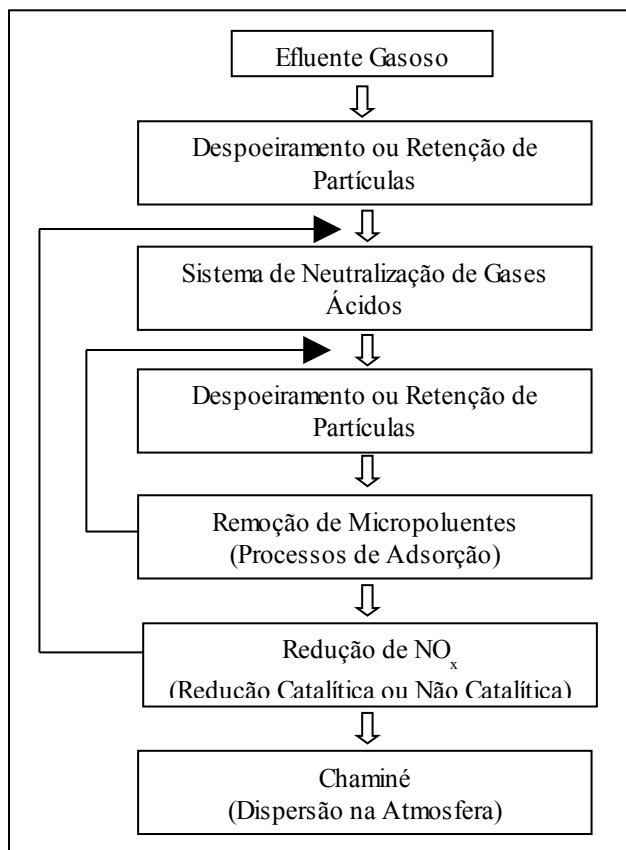 Efluente Gasoso
Despoeiramento ou Retenção de
Partículas
Sistema de Neutralização de Gases
Ácidos
Despoeiramento ou Retenção de
Partículas
Remoção de Micropoluentes
(Processos de Adsorção)
Redução de NOx
(Redução Catalítica ou Não Catalítica)
Chaminé
(Dispersão na Atmosfera)